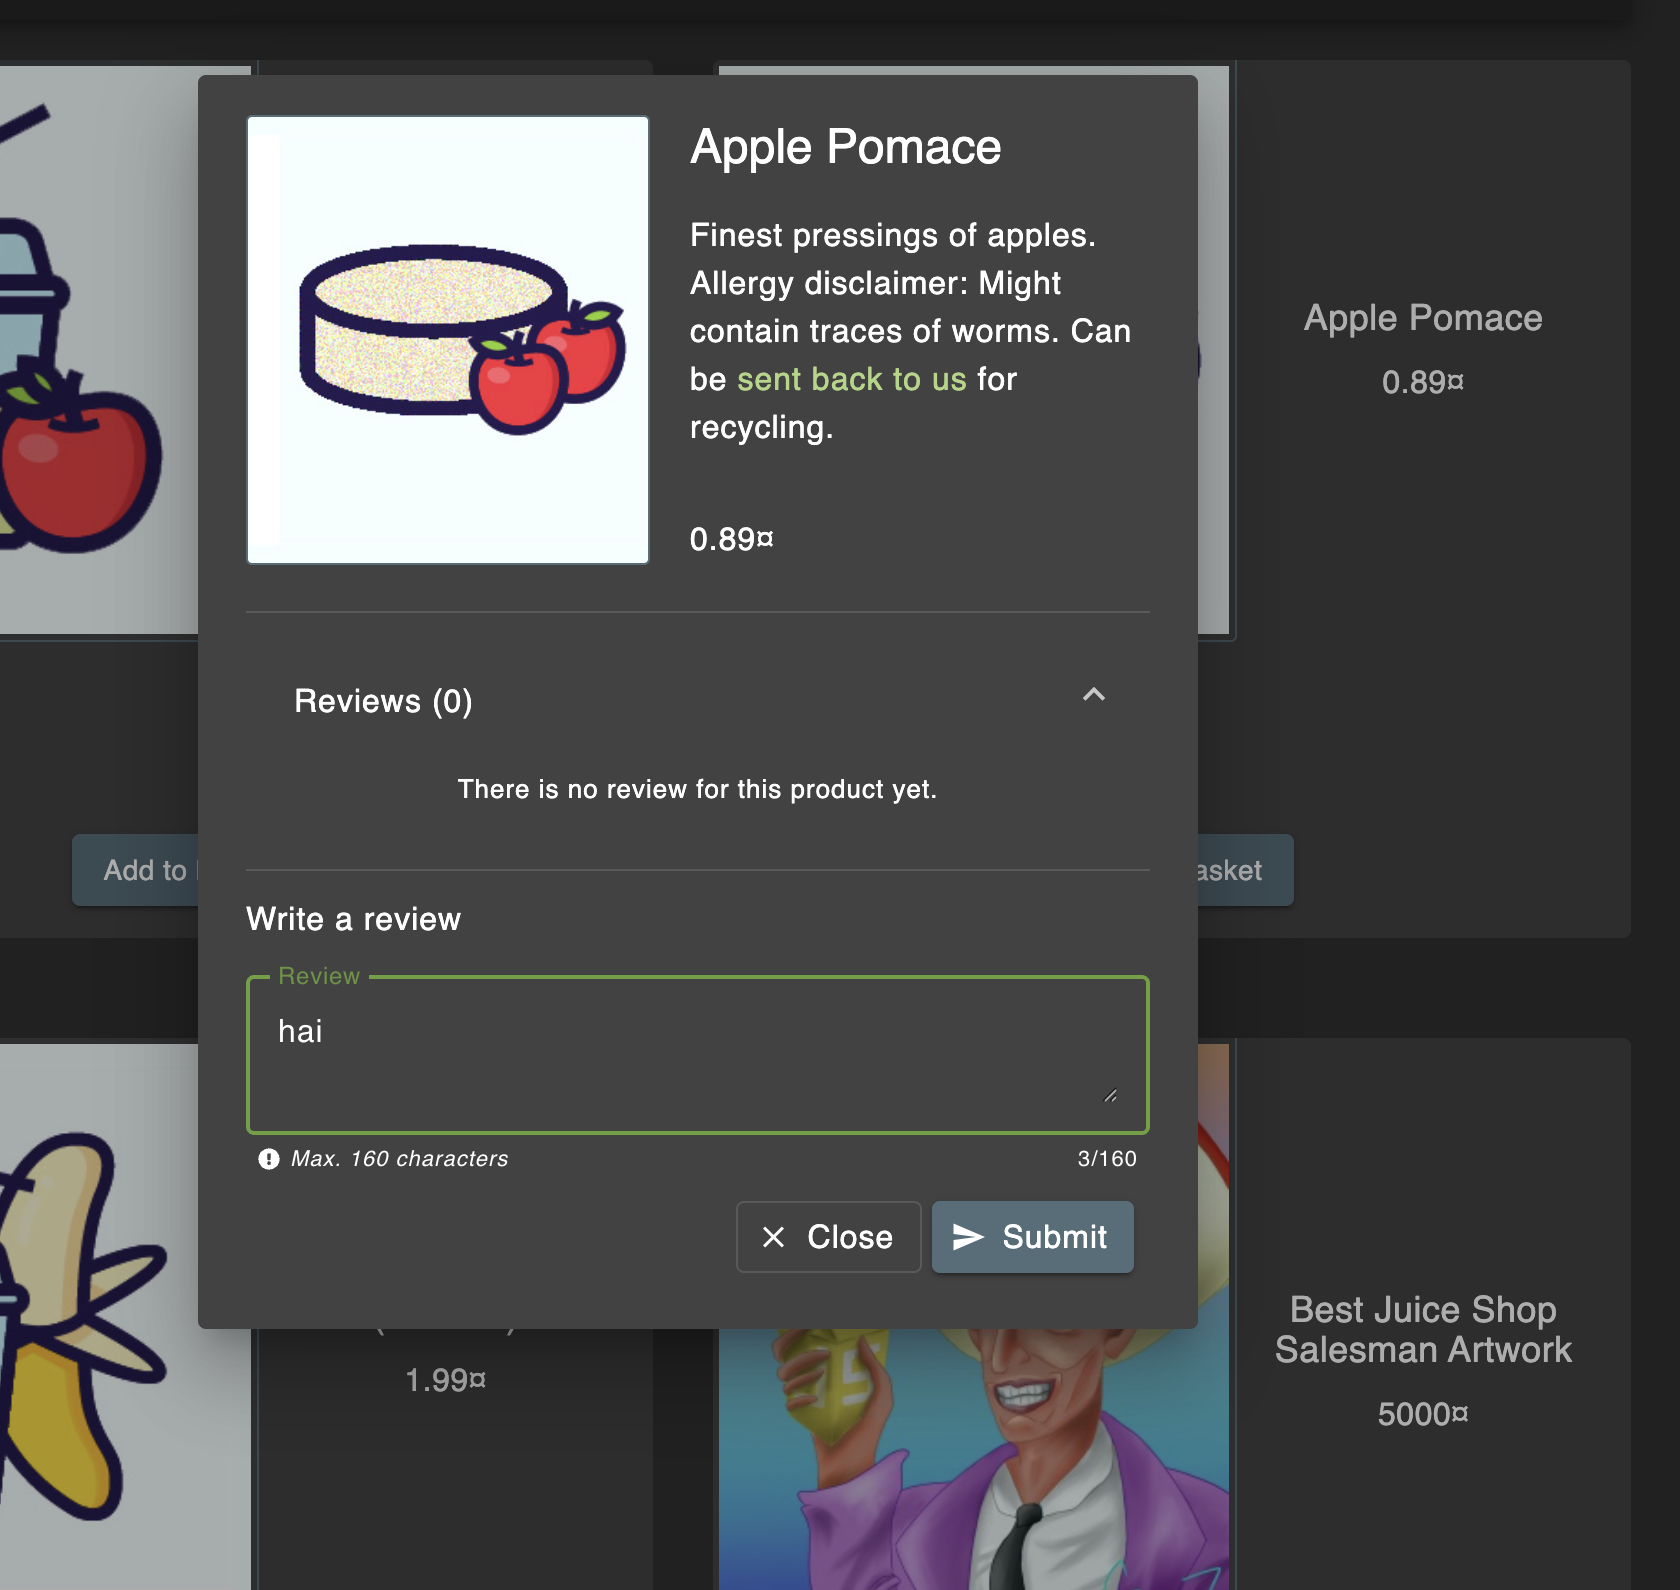 Apple Pomace
Finest pressings of apples.
Allergy disclaimer: Might
contain traces of worms. Can
be sent back to us for
recycling.
0.89¤
Reviews (0)
There is no review for this product yet.
Write a review
Review
hai
Max. 160 characters
3/160
Close
Submit
Apple Pomace
0.89¤
Add to
asket
1.99¤
Best Juice Shop
Salesman Artwork
5000¤